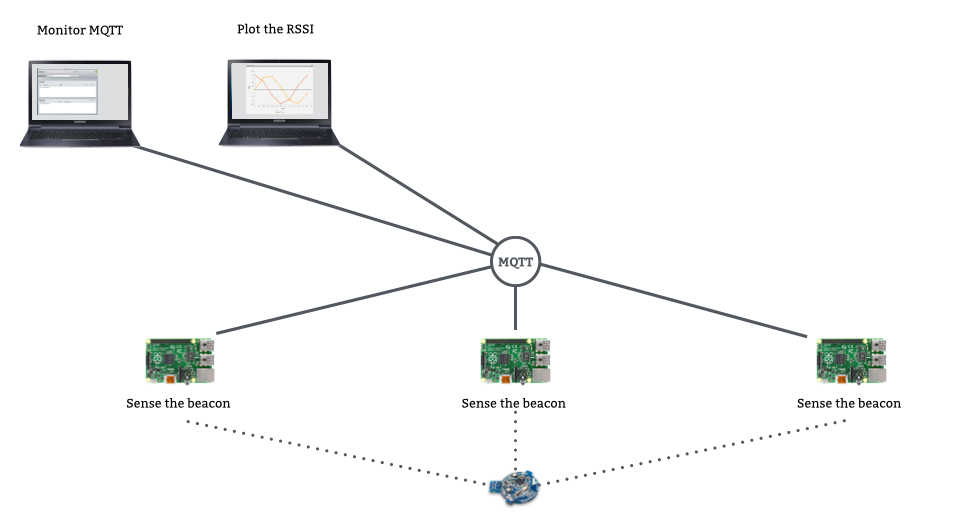 Monitor MQTT
Plot the RSSI
MQTT
Sense the beacon
Sense the beacon
Sense the beacon